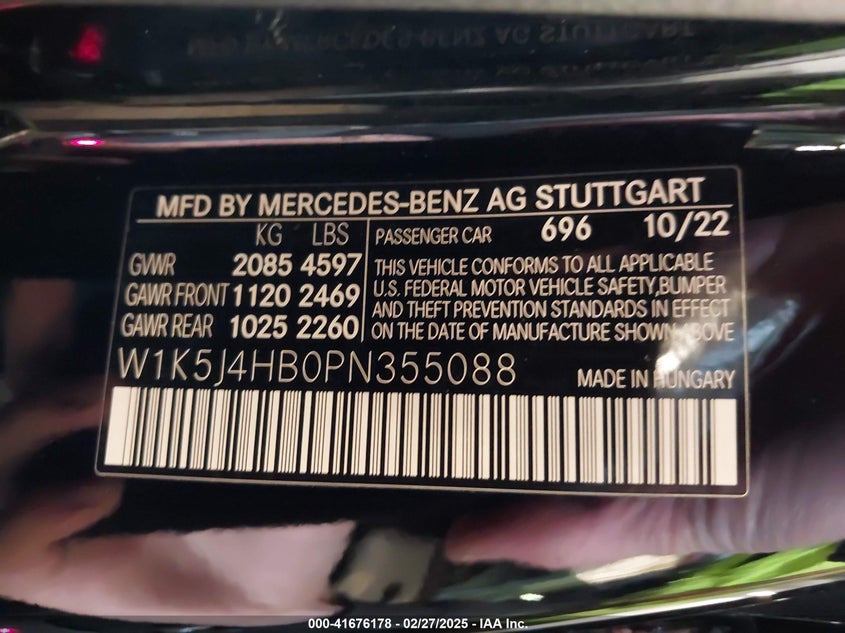 MFD BY MERCEDES-BENZ AG STUTTGART
KG LBS
GVWR 2085 4597
GAWR FRONT 1120 2469
GAWR REAR 1025 2260
PASSENGER CAR 696 10/22
THIS VEHICLE CONFORMS TO ALL APPLICABLE
U.S. FEDERAL MOTOR VEHICLE SAFETY, BUMPER
AND THEFT PREVENTION STANDARDS IN EFFECT
ON THE DATE OF MANUFACTURE SHOWN ABOVE
W1K5J4HB0PN355088
MADE IN HUNGARY
000-41676178 - 02/27/2025 - IAA Inc.